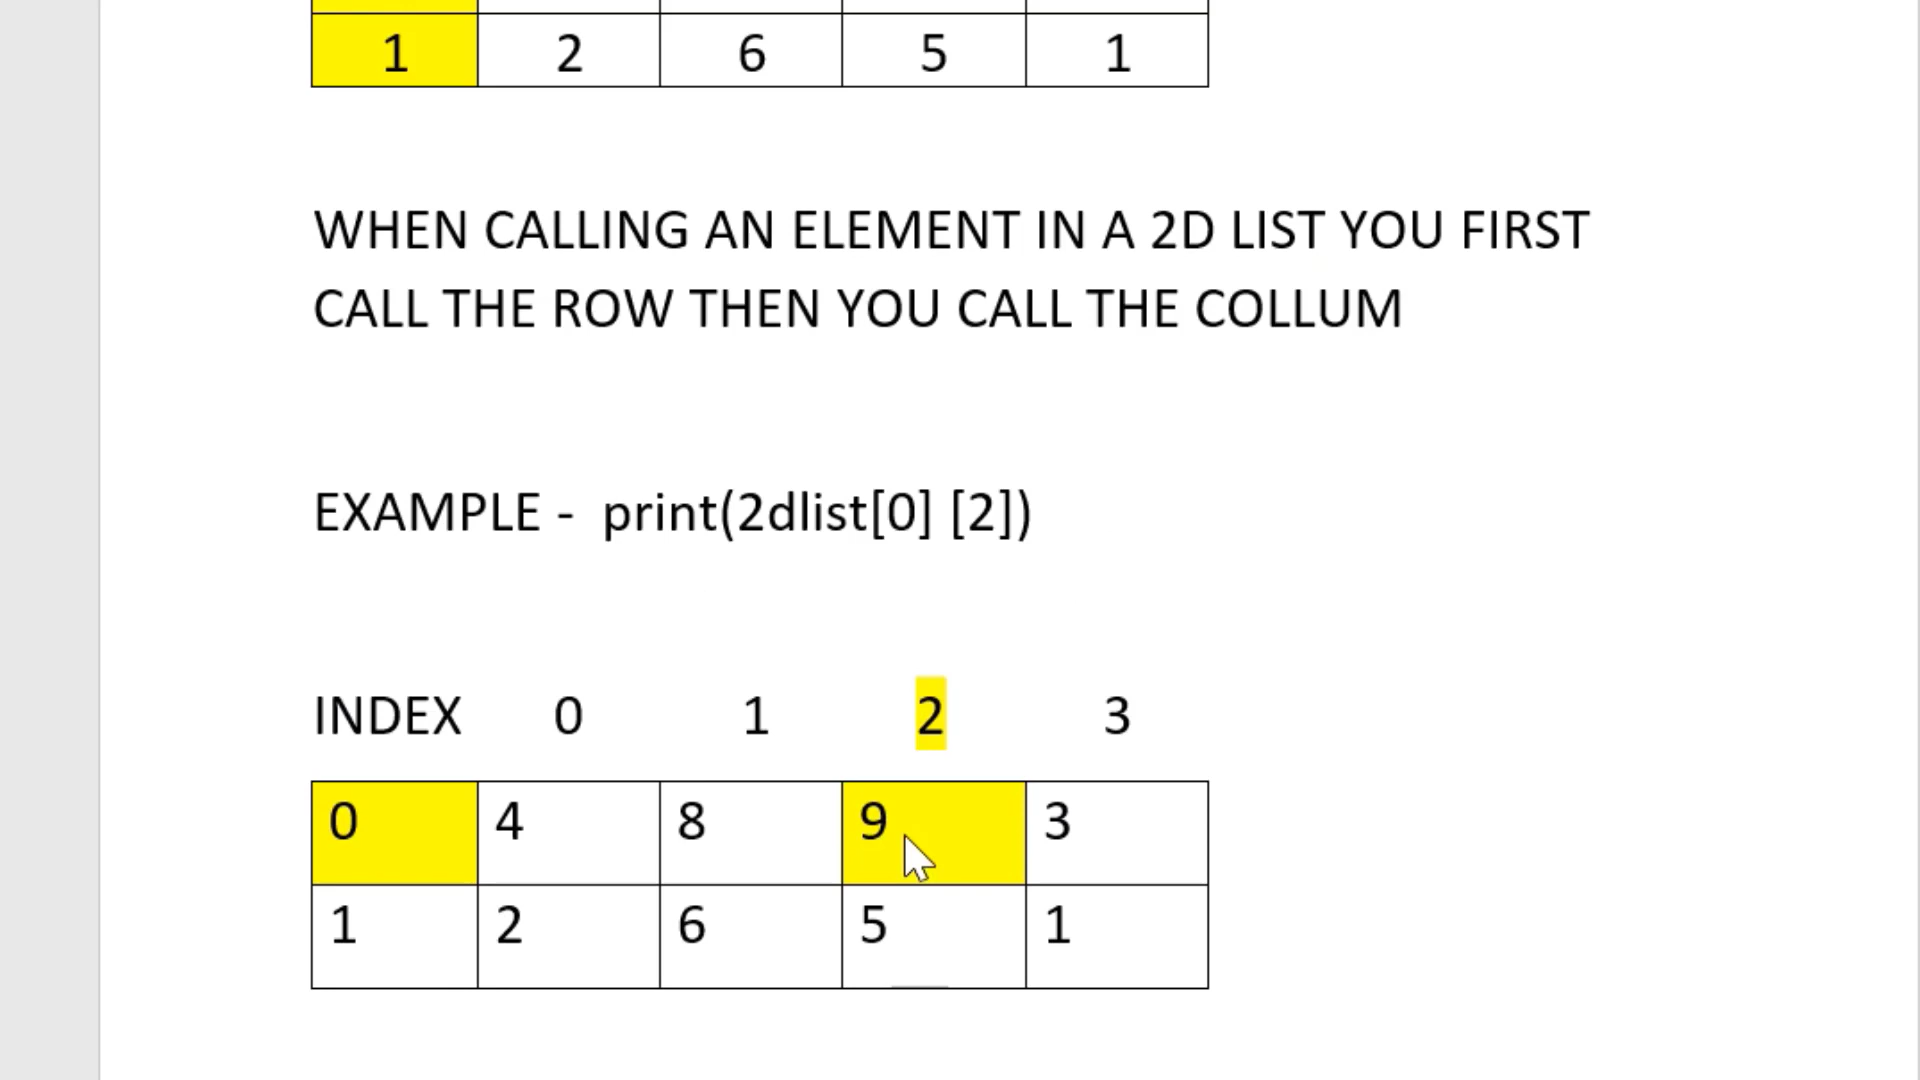 1 2 6 5 1
WHEN CALLING AN ELEMENT IN A 2D LIST YOU FIRST
CALL THE ROW THEN YOU CALL THE COLLUM
EXAMPLE - print(2dlist[0] [2])
INDEX 0 1 2 3
0 4 8 9 3
1 2 6 5 1